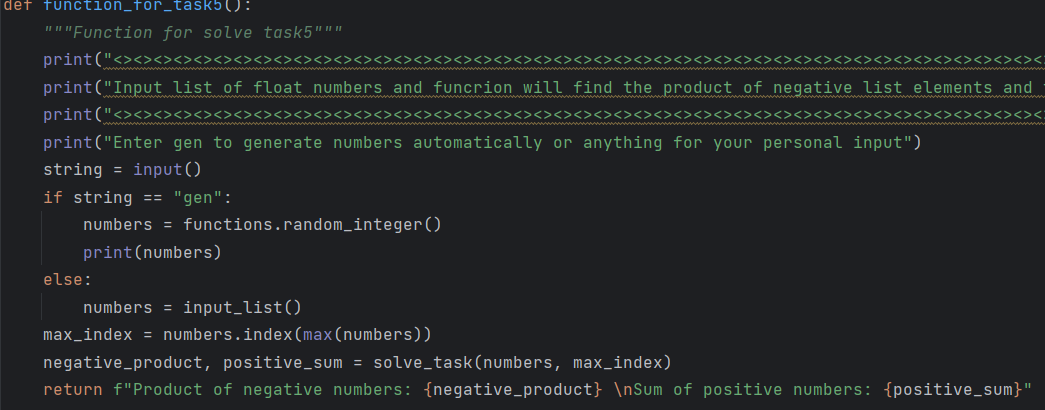 def function_for_task5():
    """Function for solve task5"""
    print("<><><><><><><><><><><><><><><><><><><><><><><><><><><><><><><><><><><><><><><><><><><><><><
    print("Input list of float numbers and funcrion will find the product of negative list elements and
    print("<><><><><><><><><><><><><><><><><><><><><><><><><><><><><><><><><><><><><><><><><><><><><><
    print("Enter gen to generate numbers automatically or anything for your personal input")
    string = input()
    if string == "gen":
        numbers = functions.random_integer()
        print(numbers)
    else:
        numbers = input_list()
    max_index = numbers.index(max(numbers))
    negative_product, positive_sum = solve_task(numbers, max_index)
    return f"Product of negative numbers: {negative_product} \nSum of positive numbers: {positive_sum}"